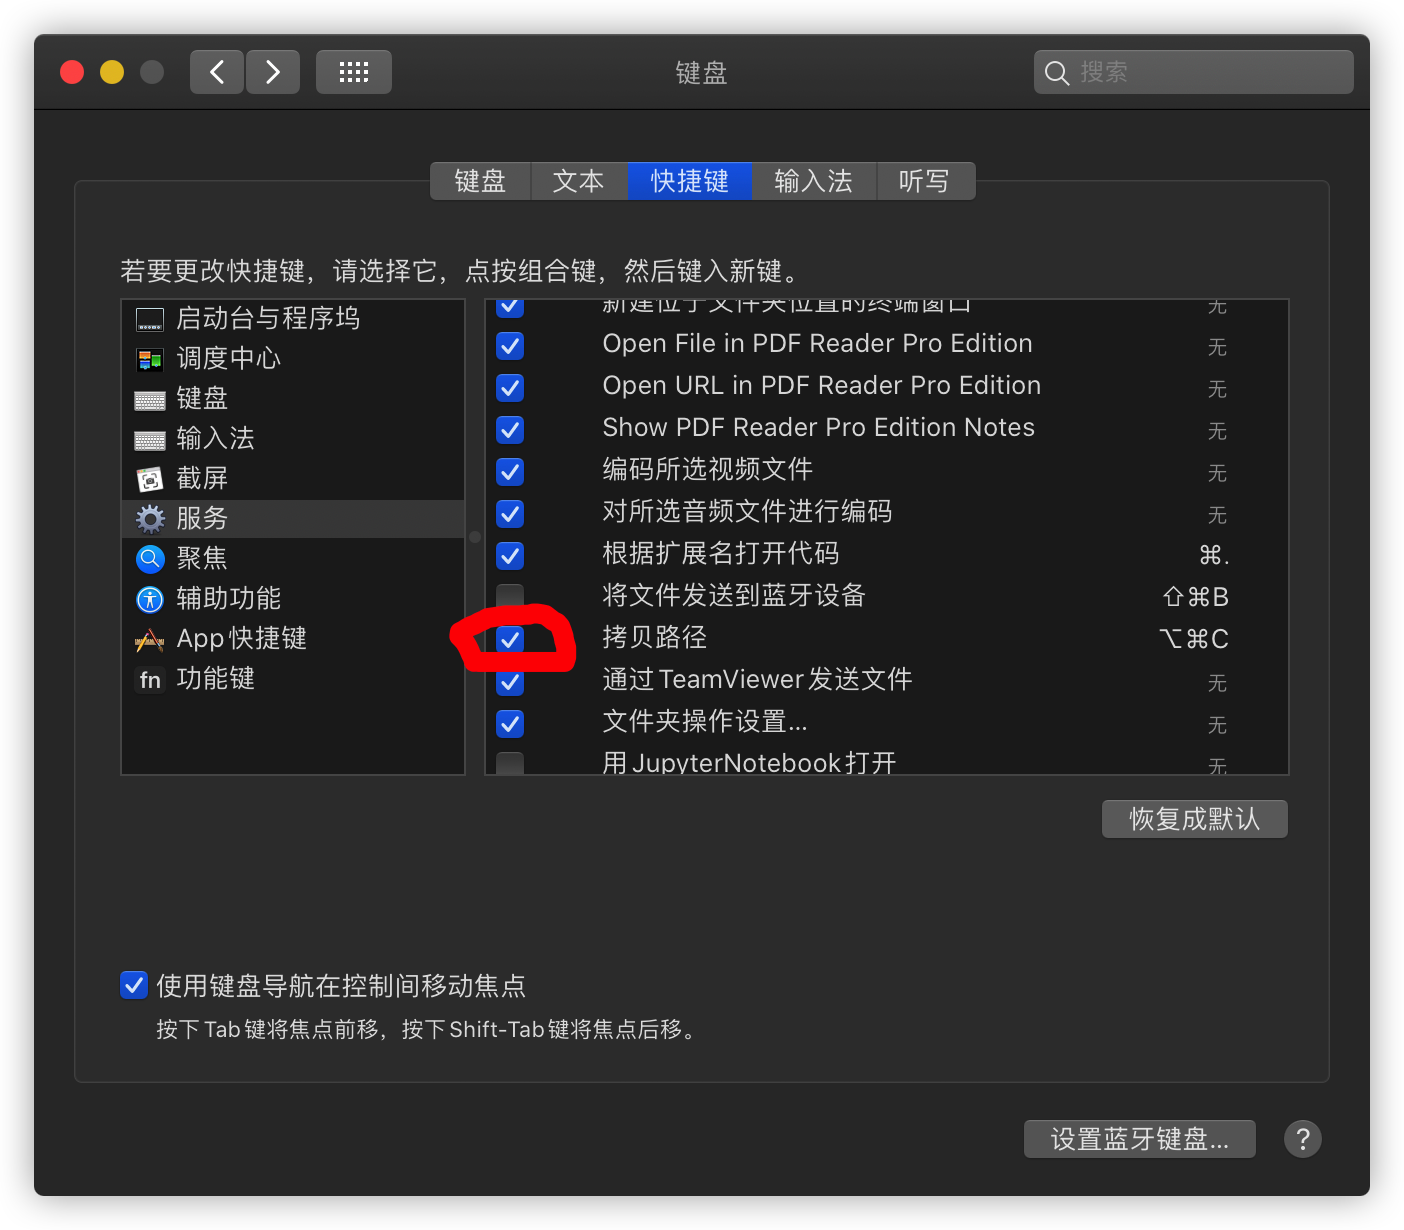 键盘
搜索
键盘 文本 快捷键 输入法 听写
若要更改快捷键，请选择它，点按组合键，然后键入新键。
启动台与程序坞
调度中心
键盘
输入法
截屏
服务
聚焦
辅助功能
App 快捷键
fn 功能键
新建位于文件夹位置的终端窗口 无
Open File in PDF Reader Pro Edition 无
Open URL in PDF Reader Pro Edition 无
Show PDF Reader Pro Edition Notes 无
编码所选视频文件 无
对所选音频文件进行编码 无
根据扩展名打开代码 ⌘.
将文件发送到蓝牙设备 ⇧⌘B
拷贝路径 ⌥⌘C
通过 TeamViewer 发送文件 无
文件夹操作设置... 无
用 JupyterNotebook 打开 无
恢复成默认
使用键盘导航在控制间移动焦点
按下 Tab 键将焦点前移，按下 Shift-Tab 键将焦点后移。
设置蓝牙键盘... ?